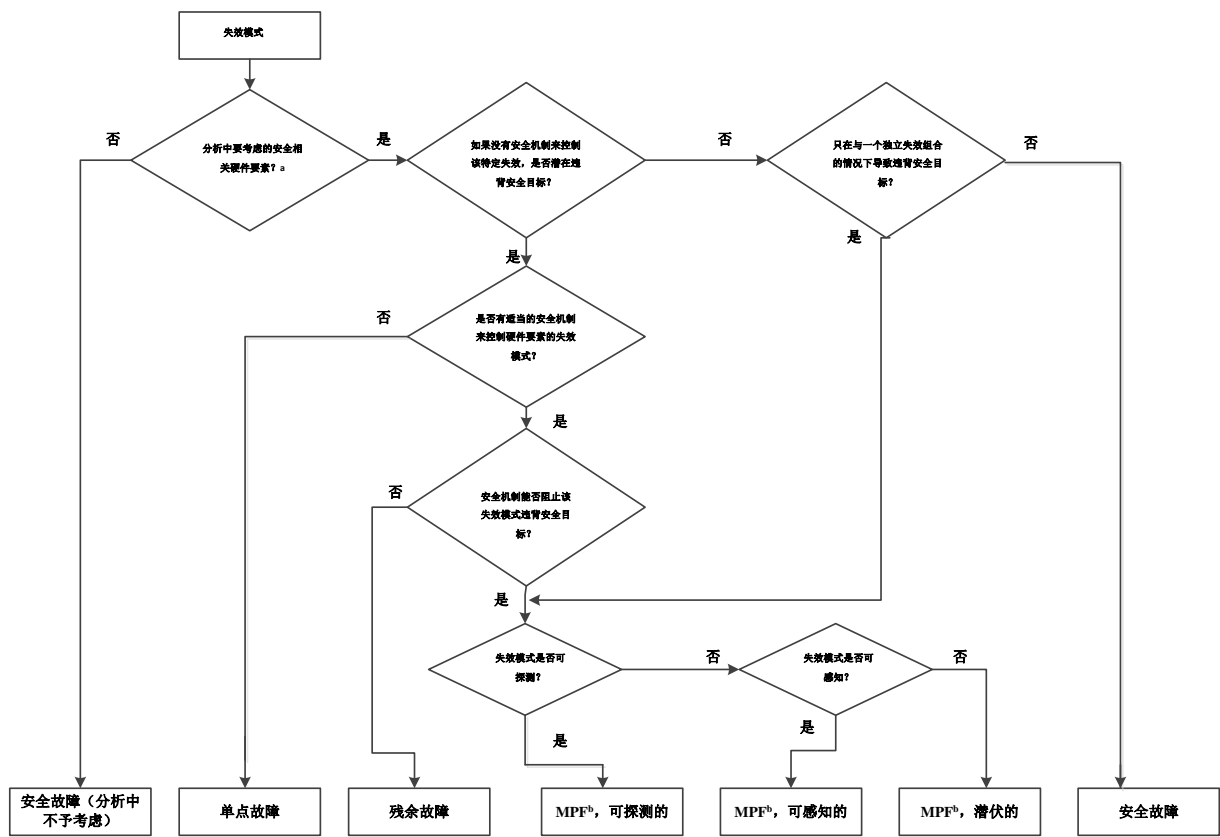 失效模式
否
分析中要考虑的安全相
关硬件要素？a
是
如果没有安全机制来控制
该特定失效，是否潜在违
背安全目标？
否
只在与一个独立失效组合
的情况下导致违背安全目
标？
否
是
是
否
是否有适当的安全机制
来控制硬件要素的失效
模式？
是
否
安全机制能否阻止该
失效模式违背安全目
标？
是
失效模式是否可
探测？
否
失效模式是否可
感知？
否
是
是
安全故障（分析中
不予考虑）
单点故障
残余故障
MPFᵇ，可探测的
MPFᵇ，可感知的
MPFᵇ，潜伏的
安全故障